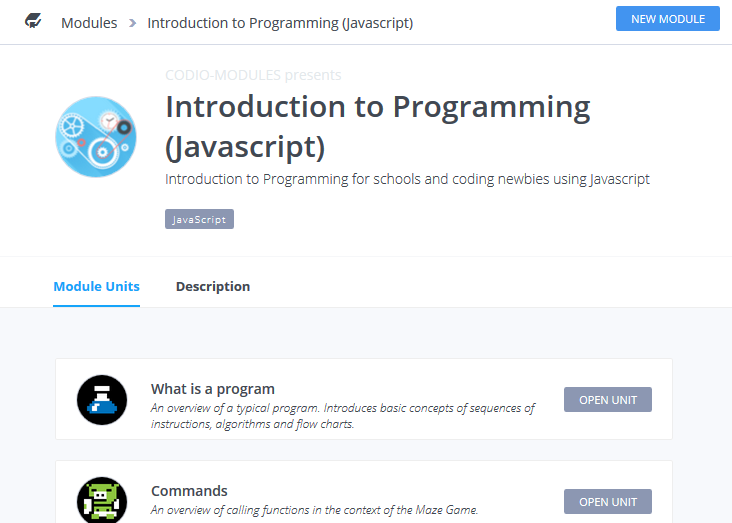 Modules > Introduction to Programming (Javascript)
NEW MODULE
CODIO-MODULES presents
Introduction to Programming
(Javascript)
Introduction to Programming for schools and coding newbies using Javascript
JavaScript
Module Units
Description
What is a program
An overview of a typical program. Introduces basic concepts of sequences of
instructions, algorithms and flow charts.
OPEN UNIT
Commands
An overview of calling functions in the context of the Maze Game.
OPEN UNIT